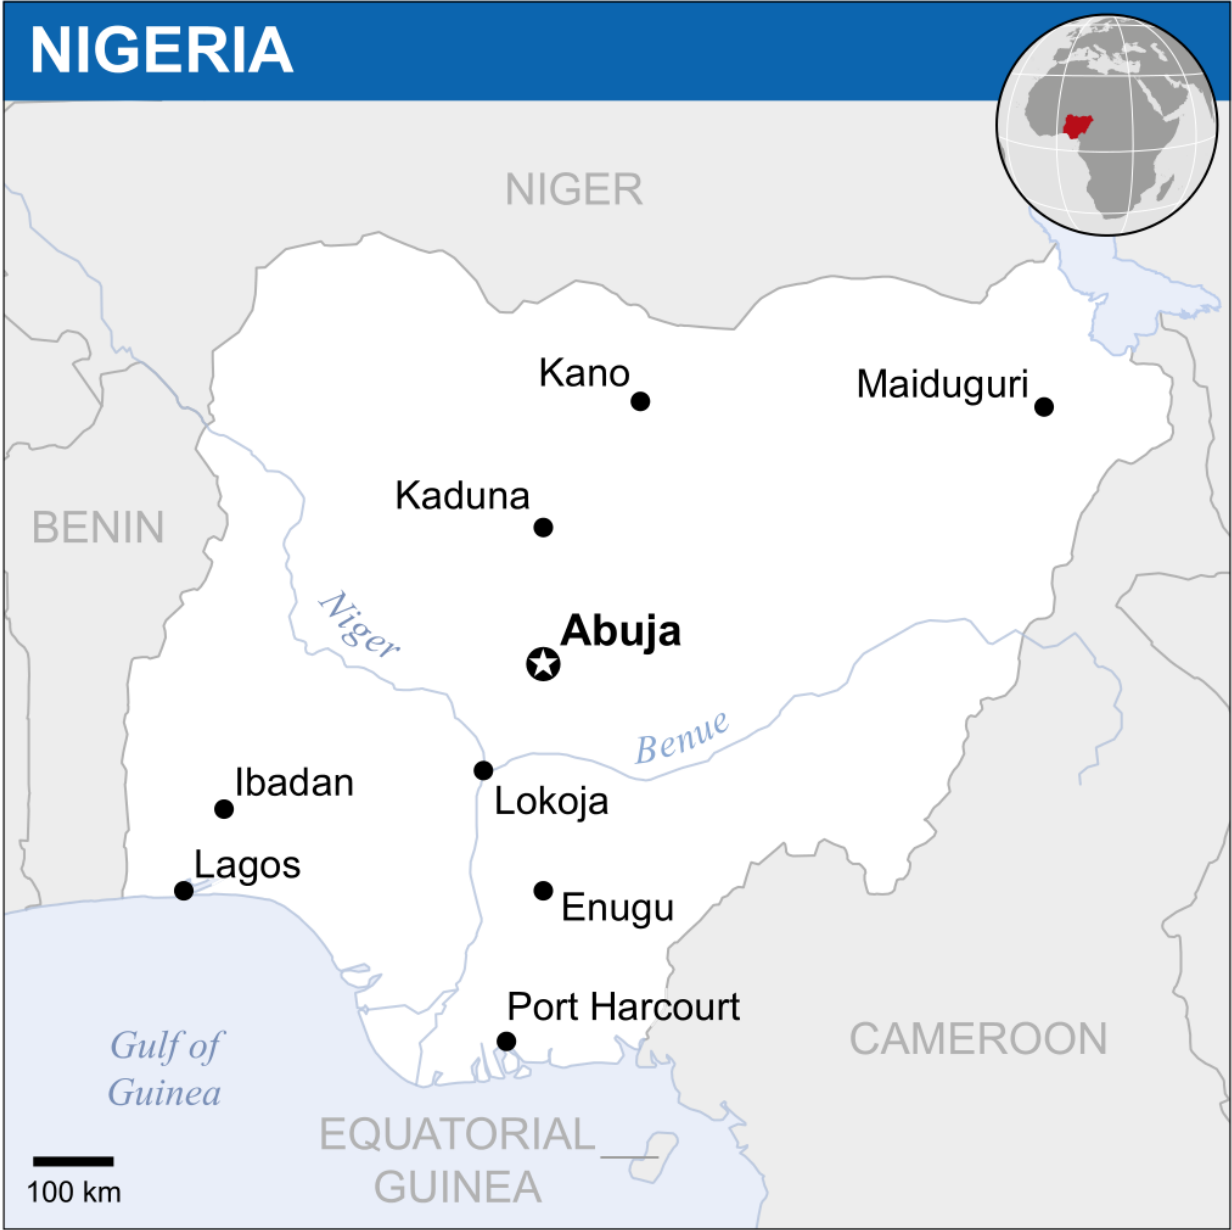 NIGERIA
NIGER
Kano
Maiduguri
Kaduna
BENIN
Niger
Abuja
Benue
Ibadan
Lokoja
Lagos
Enugu
Port Harcourt
Gulf of
Guinea
CAMEROON
EQUATORIAL
GUINEA
100 km